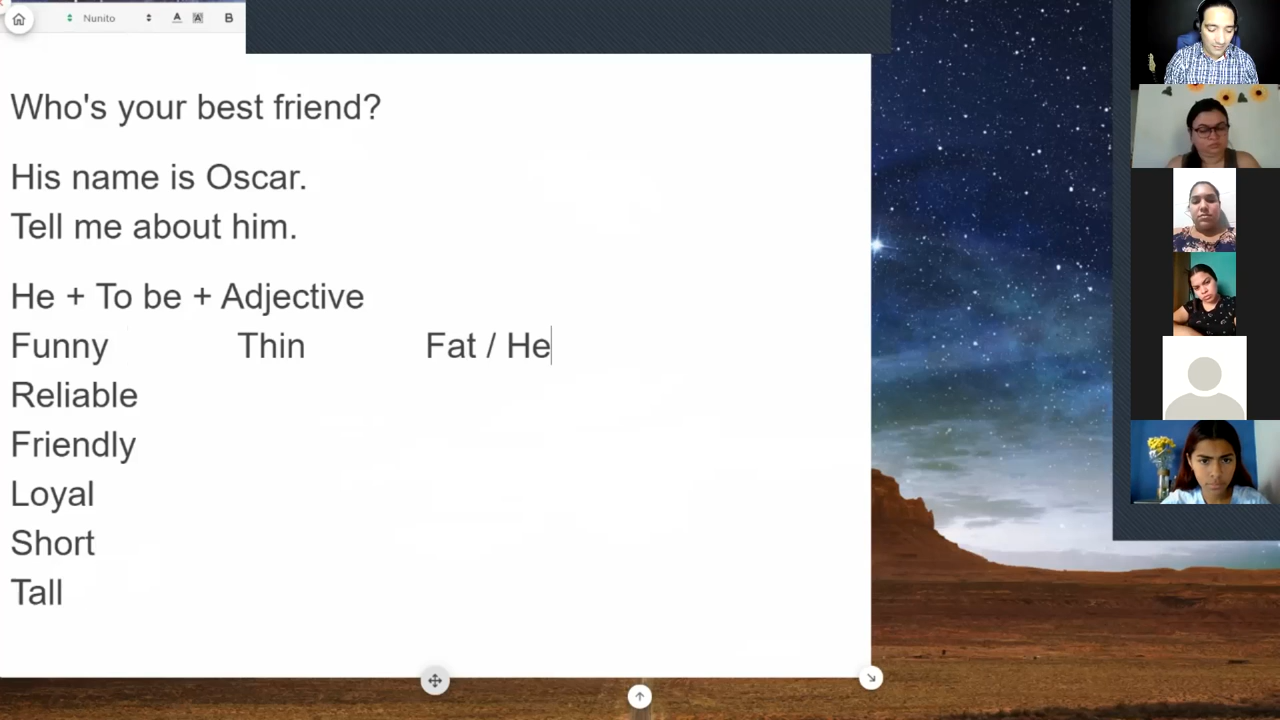 Nunito A A B
Who's your best friend?
His name is Oscar.
Tell me about him.
He + To be + Adjective
Funny Thin Fat / He
Reliable
Friendly
Loyal
Short
Tall